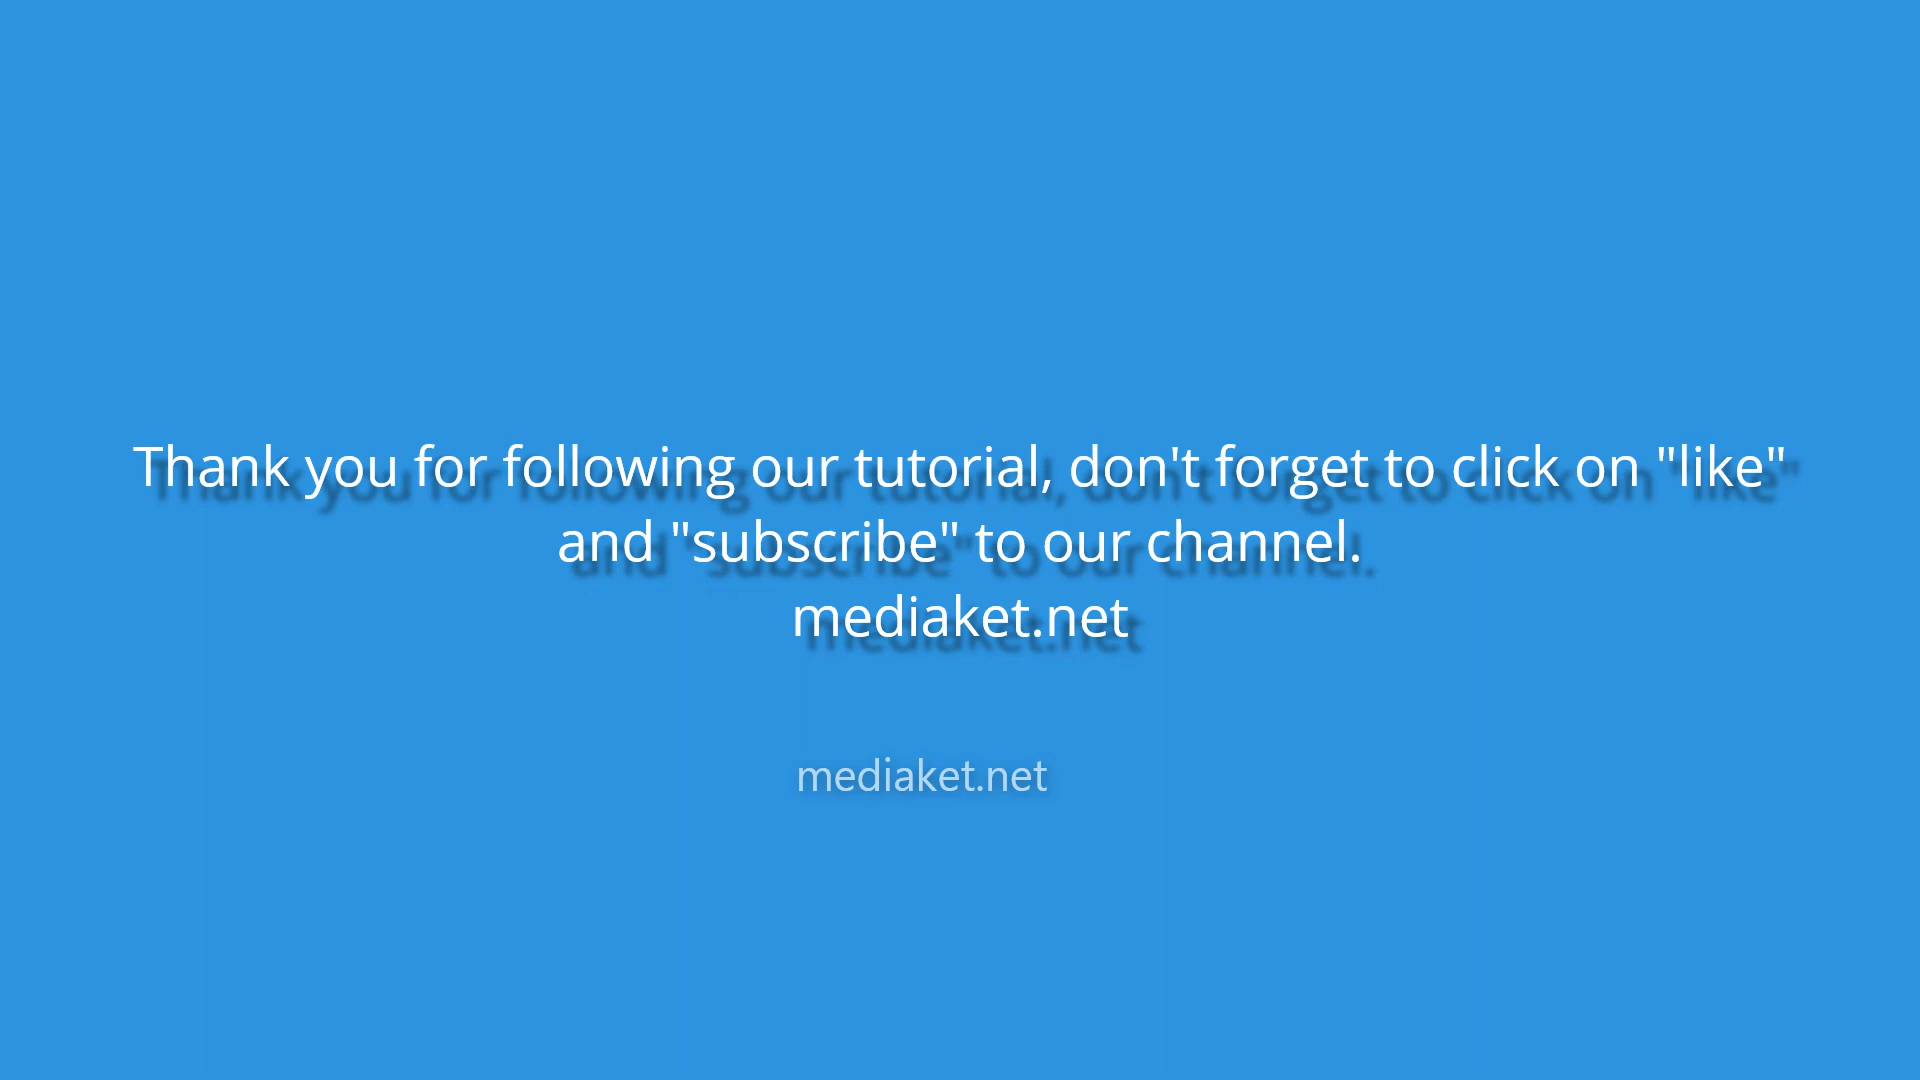 Thank you for following our tutorial, don't forget to click on "like"
and "subscribe" to our channel.
mediaket.net
mediaket.net